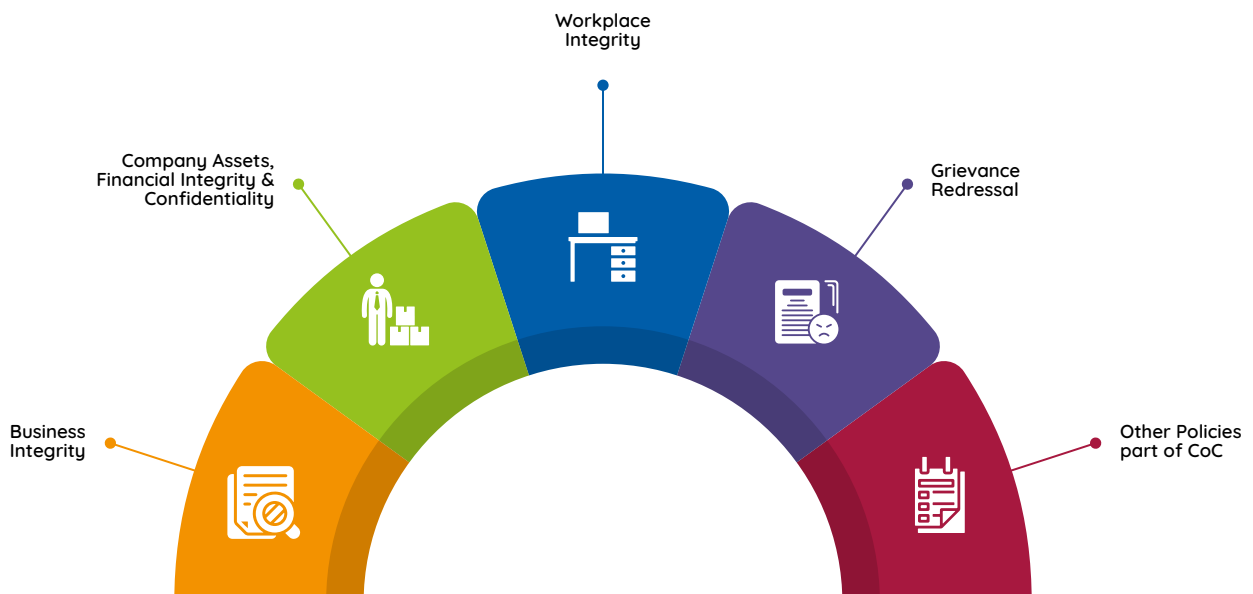 Workplace
Integrity
Company Assets,
Financial Integrity &
Confidentiality
Grievance
Redressal
Business
Integrity
Other Policies
part of CoC